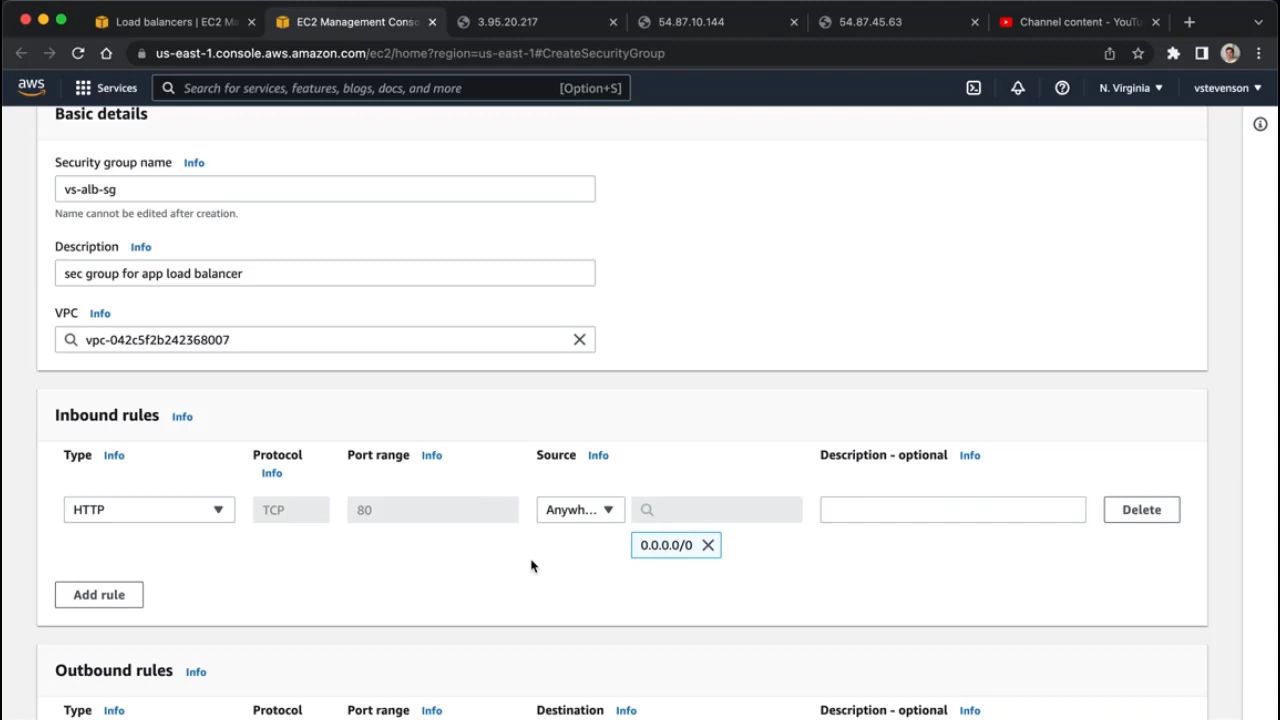 Load balancers | EC2 Ma
EC2 Management Conso
3.95.20.217
54.87.10.144
54.87.45.63
Channel content - YouTu
us-east-1.console.aws.amazon.com/ec2/home?region=us-east-1#CreateSecurityGroup
aws
Services
Search for services, features, blogs, docs, and more
[Option+S]
N. Virginia
vstevenson
Basic details
Security group name Info
vs-alb-sg
Name cannot be edited after creation.
Description Info
sec group for app load balancer
VPC Info
vpc-042c5f2b242368007
Inbound rules Info
Type Info
Protocol
Info
Port range Info
Source Info
Description - optional Info
HTTP
TCP
80
Anywh...
Delete
0.0.0.0/0
Add rule
Outbound rules Info
Type Info
Protocol
Port range Info
Destination Info
Description - optional Info